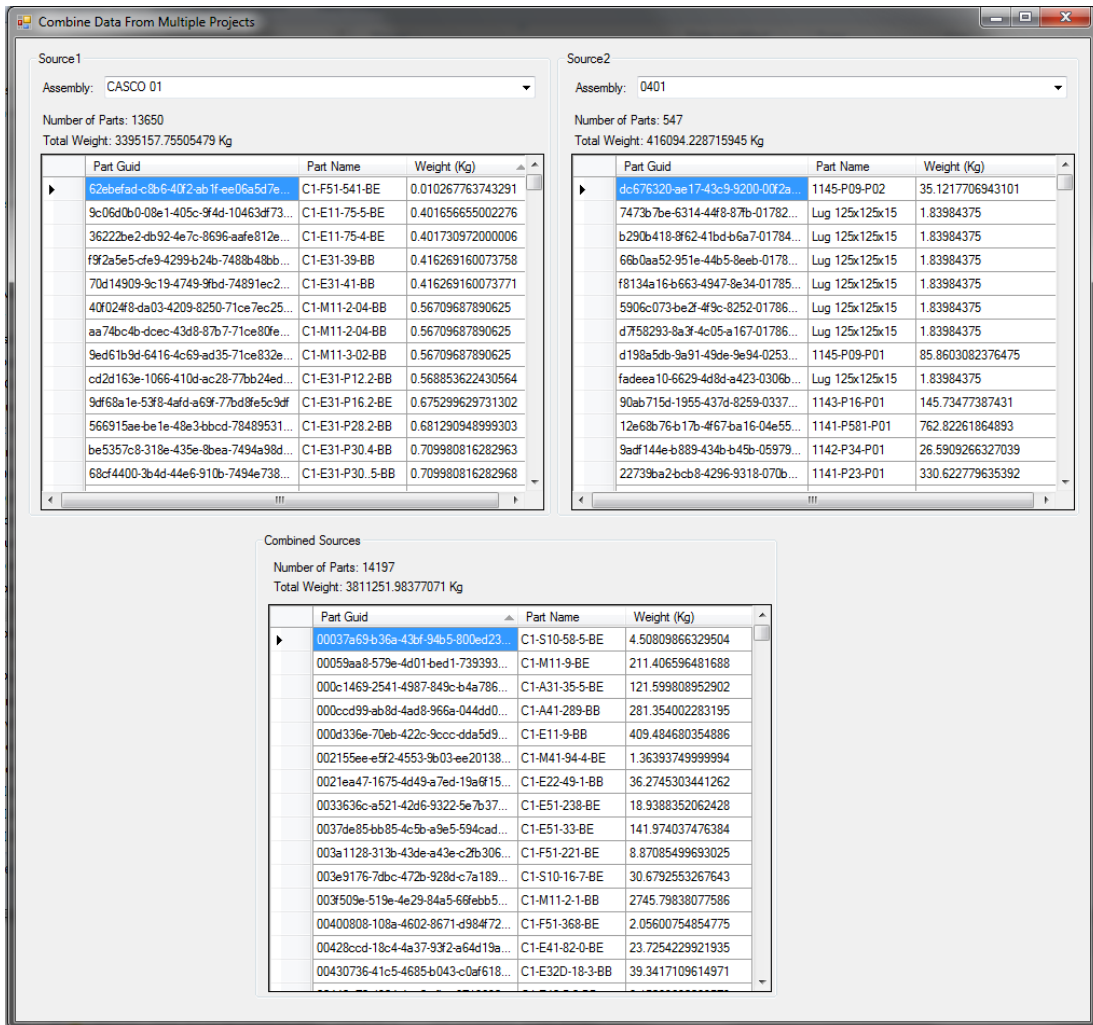 Combine Data From Multiple Projects
Source1
Assembly: CASCO 01
Number of Parts: 13650
Total Weight: 3395157.75505479 Kg
Part Guid Part Name Weight (Kg)
62ebefad-c8b6-40f2-ab1f-ee06a5d7e... C1-F51-541-BE 0.010267763743291
9c06d0b0-08e1-405c-9f4d-10463df73... C1-E11-75-5-BE 0.401656655002276
36222be2-db92-4e7c-8696-aafe812e... C1-E11-75-4-BE 0.401730972000006
f9f2a5e5-cfe9-4299-b24b-7488b48bb... C1-E31-39-BB 0.416269160073758
70d14909-9c19-4749-9fbd-74891ec2... C1-E31-41-BB 0.416269160073771
40f024f8-da03-4209-8250-71ce7ec25... C1-M11-2-04-BB 0.56709687890625
aa74bc4b-dcec-43d8-87b7-71ce80fe... C1-M11-2-04-BB 0.56709687890625
9ed61b9d-6416-4c69-ad35-71ce832e... C1-M11-3-02-BB 0.56709687890625
cd2d163e-1066-410d-ac28-77bb24ed... C1-E31-P12.2-BB 0.568853622430564
9df68a1e-53f8-4afd-a69f-77bd8fe5c9df C1-E31-P16.2-BE 0.675299629731302
566915ae-be1e-48e3-bbcd-78489531... C1-E31-P28.2-BB 0.681290948999303
be5357c8-318e-435e-8bea-7494a98d... C1-E31-P30.4-BB 0.709980816282963
68cf4400-3b4d-44e6-910b-7494e738... C1-E31-P30..5-BB 0.709980816282968
Source2
Assembly: 0401
Number of Parts: 547
Total Weight: 416094.228715945 Kg
Part Guid Part Name Weight (Kg)
dc676320-ae17-43c9-9200-00f2a... 1145-P09-P02 35.1217706943101
7473b7be-6314-44f8-87fb-01782... Lug 125x125x15 1.83984375
b290b418-8f62-41bd-b6a7-01784... Lug 125x125x15 1.83984375
66b0aa52-951e-44b5-8eeb-0178... Lug 125x125x15 1.83984375
f8134a16-b663-4947-8e34-01785... Lug 125x125x15 1.83984375
5906c073-be2f-4f9c-8252-01786... Lug 125x125x15 1.83984375
d7f58293-8a3f-4c05-a167-01786... Lug 125x125x15 1.83984375
d198a5db-9a91-49de-9e94-0253... 1145-P09-P01 85.8603082376475
fadeea10-6629-4d8d-a423-0306b... Lug 125x125x15 1.83984375
90ab715d-1955-437d-8259-0337... 1143-P16-P01 145.73477387431
12e68b76-b17b-4f67-ba16-04e55... 1141-P581-P01 762.82261864893
9adf144e-b889-434b-b45b-05979... 1142-P34-P01 26.5909266327039
22739ba2-bcb8-4296-9318-070b... 1141-P23-P01 330.622779635392
Combined Sources
Number of Parts: 14197
Total Weight: 3811251.98377071 Kg
Part Guid Part Name Weight (Kg)
00037a69-b36a-43bf-94b5-800ed23... C1-S10-58-5-BE 4.50809866329504
00059aa8-579e-4d01-bed1-739393... C1-M11-9-BE 211.406596481688
000c1469-2541-4987-849c-b4a786... C1-A31-35-5-BE 121.599808952902
000ccd99-ab8d-4ad8-966a-044dd0... C1-A41-289-BB 281.354002283195
000d336e-70eb-422c-9ccc-dda5d9... C1-E11-9-BB 409.484680354886
002155ee-e5f2-4553-9b03-ee20138... C1-M41-94-4-BE 1.36393749999994
0021ea47-1675-4d49-a7ed-19a6f15... C1-E22-49-1-BB 36.2745303441262
0033636c-a521-42d6-9322-5e7b37... C1-E51-238-BE 18.9388352062428
0037de85-bb85-4c5b-a9e5-594cad... C1-E51-33-BE 141.974037476384
003a1128-313b-43de-a43e-c2fb306... C1-F51-221-BE 8.87085499693025
003e9176-7dbc-472b-928d-c7a189... C1-S10-16-7-BE 30.6792553267643
003f509e-519e-4e29-84a5-66febb5... C1-M11-2-1-BB 2745.79838077586
00400808-108a-4602-8671-d984f72... C1-F51-368-BE 2.05600754854775
00428ccd-18c4-4a37-93f2-a64d19a... C1-E41-82-0-BE 23.7254229921935
00430736-41c5-4685-b043-c0af618... C1-E32D-18-3-BB 39.3417109614971